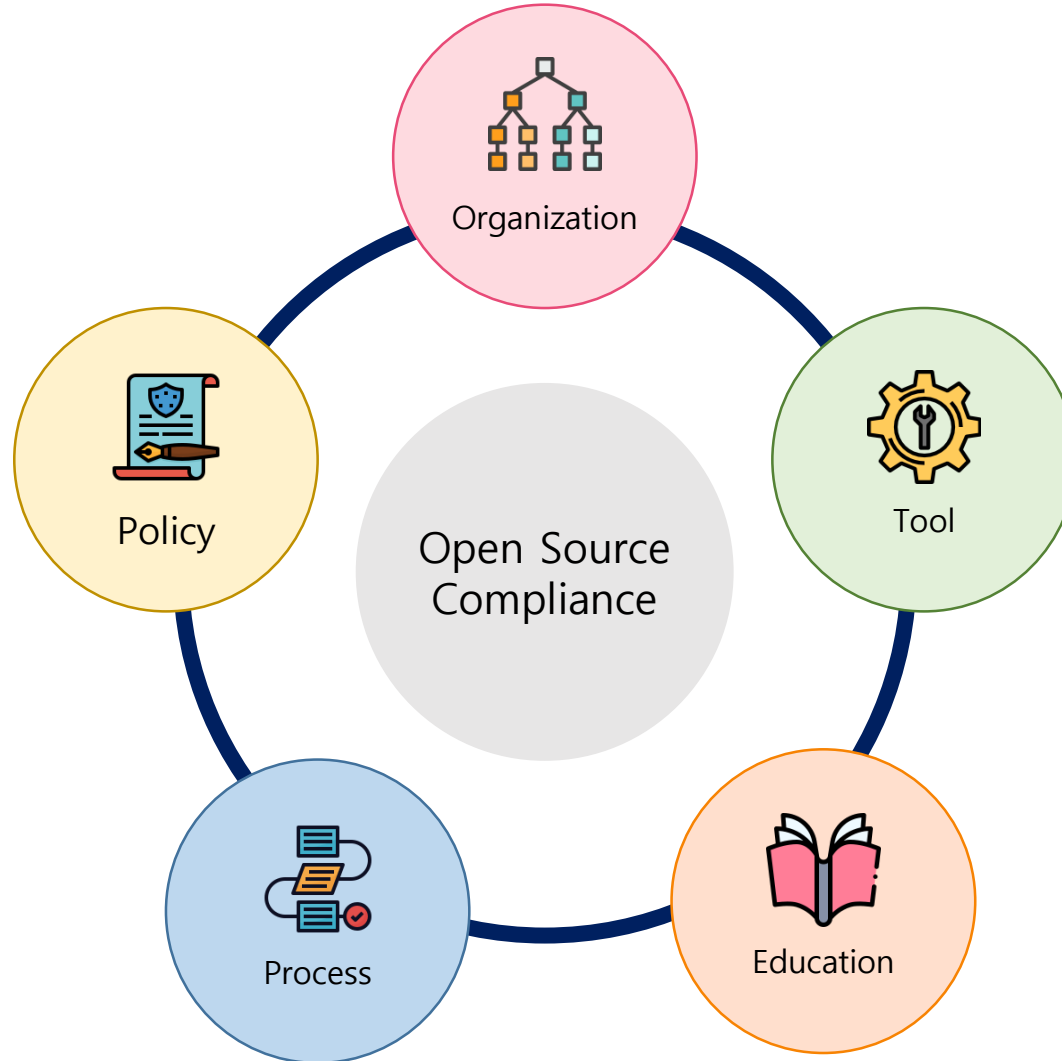 Organization
Policy
Tool
Open Source
Compliance
Process
Education